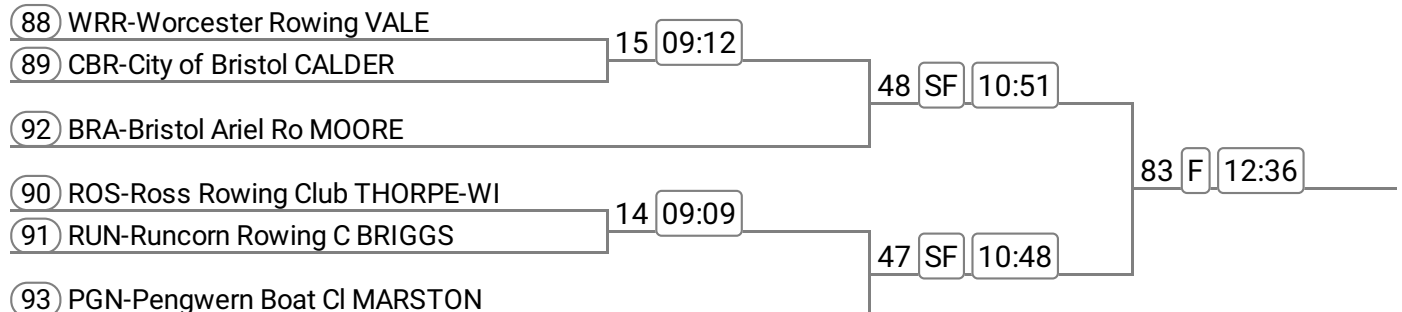 88 WRR-Worcester Rowing VALE
15 09:12
89 CBR-City of Bristol CALDER
48 SF 10:51
92 BRA-Bristol Ariel Ro MOORE
83 F 12:36
90 ROS-Ross Rowing Club THORPE-WI
14 09:09
91 RUN-Runcorn Rowing C BRIGGS
47 SF 10:48
93 PGN-Pengwern Boat Cl MARSTON